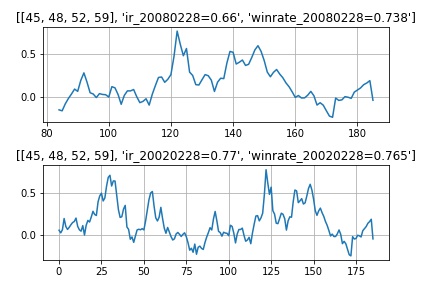 [[45, 48, 52, 59], 'ir_20080228=0.66', 'winrate_20080228=0.738']
0.5
0.0
80 100 120 140 160 180
[[45, 48, 52, 59], 'ir_20020228=0.77', 'winrate_20020228=0.765']
0.5
0.0
0 25 50 75 100 125 150 175